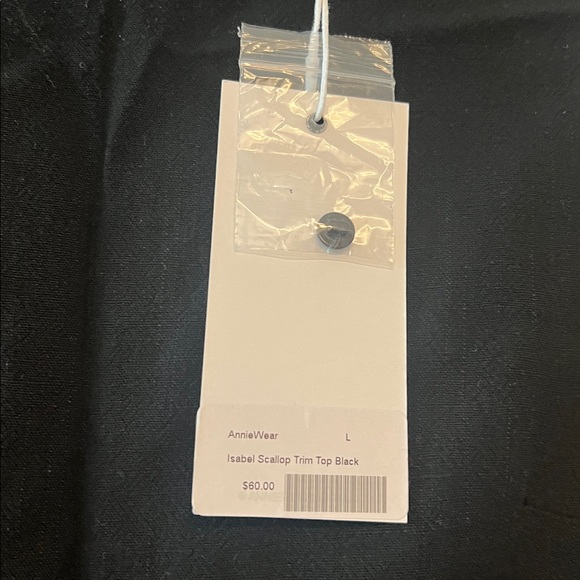 AnnieWear L
Isabel Scallop Trim Top Black
$60.00